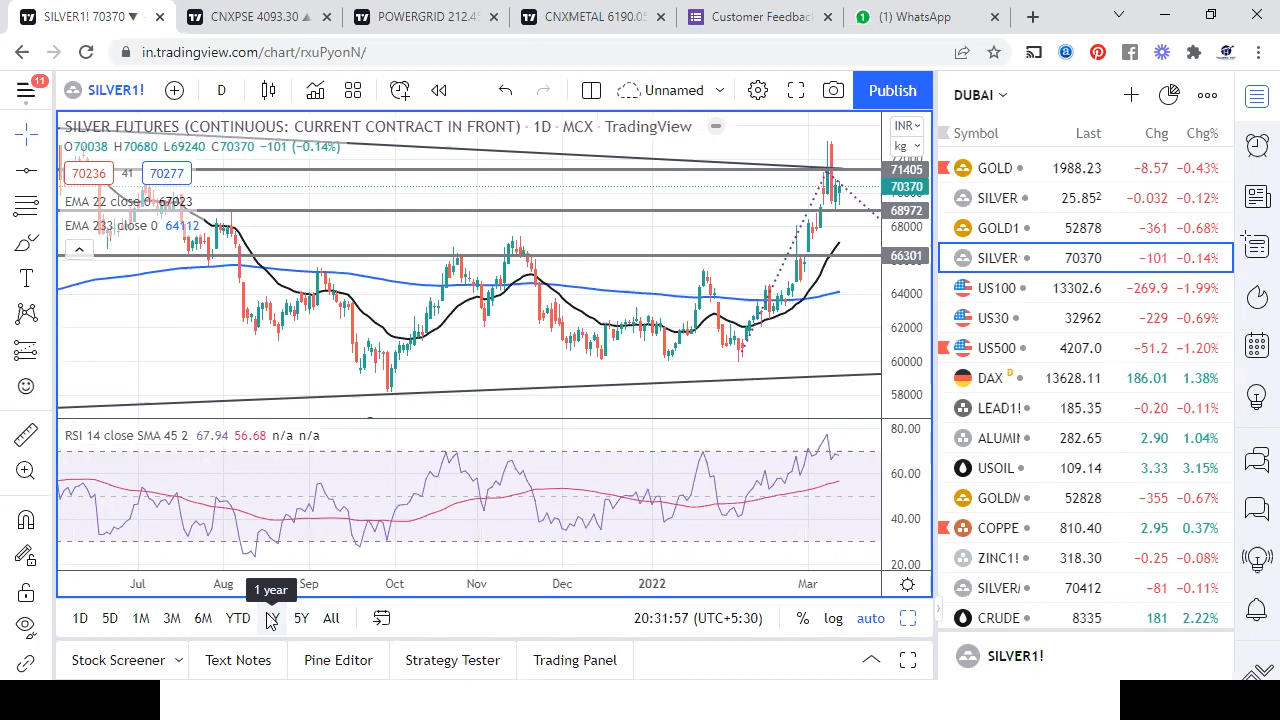 SILVER1! 70370 ▼
CNXPSE 4093.30 ▲
POWERGRID 212.45
CNXMETAL 6190.05
Customer Feedbac
(1) WhatsApp
in.tradingview.com/chart/rxuPyonN/
11
SILVER1!
D
Unnamed
Publish
SILVER FUTURES (CONTINUOUS: CURRENT CONTRACT IN FRONT) · 1D · MCX · TradingView
O70038 H70680 L69240 C70370 −101 (−0.14%)
70236 41 70277
EMA 22 close 0 67023
EMA 233 close 0 64112
INR
kg
72000
71405
70370
68972
68000
66301
64000
62000
60000
58000
RSI 14 close SMA 45 2 67.94 56.68 n/a n/a
80.00
60.00
40.00
20.00
Jul Aug Sep Oct Nov Dec 2022 Mar
1 year
1D 5D 1M 3M 6M YTD 5Y All
20:31:57 (UTC+5:30) % log auto
Stock Screener Text Notes Pine Editor Strategy Tester Trading Panel
DUBAI
Symbol Last Chg Chg%
GOLD 1988.23 −8.57 −0.43%
SILVER 25.85² −0.032 −0.12%
GOLD1 52878 −361 −0.68%
SILVER 70370 −101 −0.14%
US100 13302.6 −269.9 −1.99%
US30 32962 −229 −0.69%
US500 4207.0 −51.2 −1.20%
DAX D 13628.11 186.01 1.38%
LEAD1! 185.35 −0.20 −0.11%
ALUMIN 282.65 2.90 1.04%
USOIL 109.14 3.33 3.15%
GOLDM 52828 −355 −0.67%
COPPE 810.40 2.95 0.37%
ZINC1! 318.30 −0.25 −0.08%
SILVERM 70412 −81 −0.11%
CRUDE 8335 181 2.22%
SILVER1!